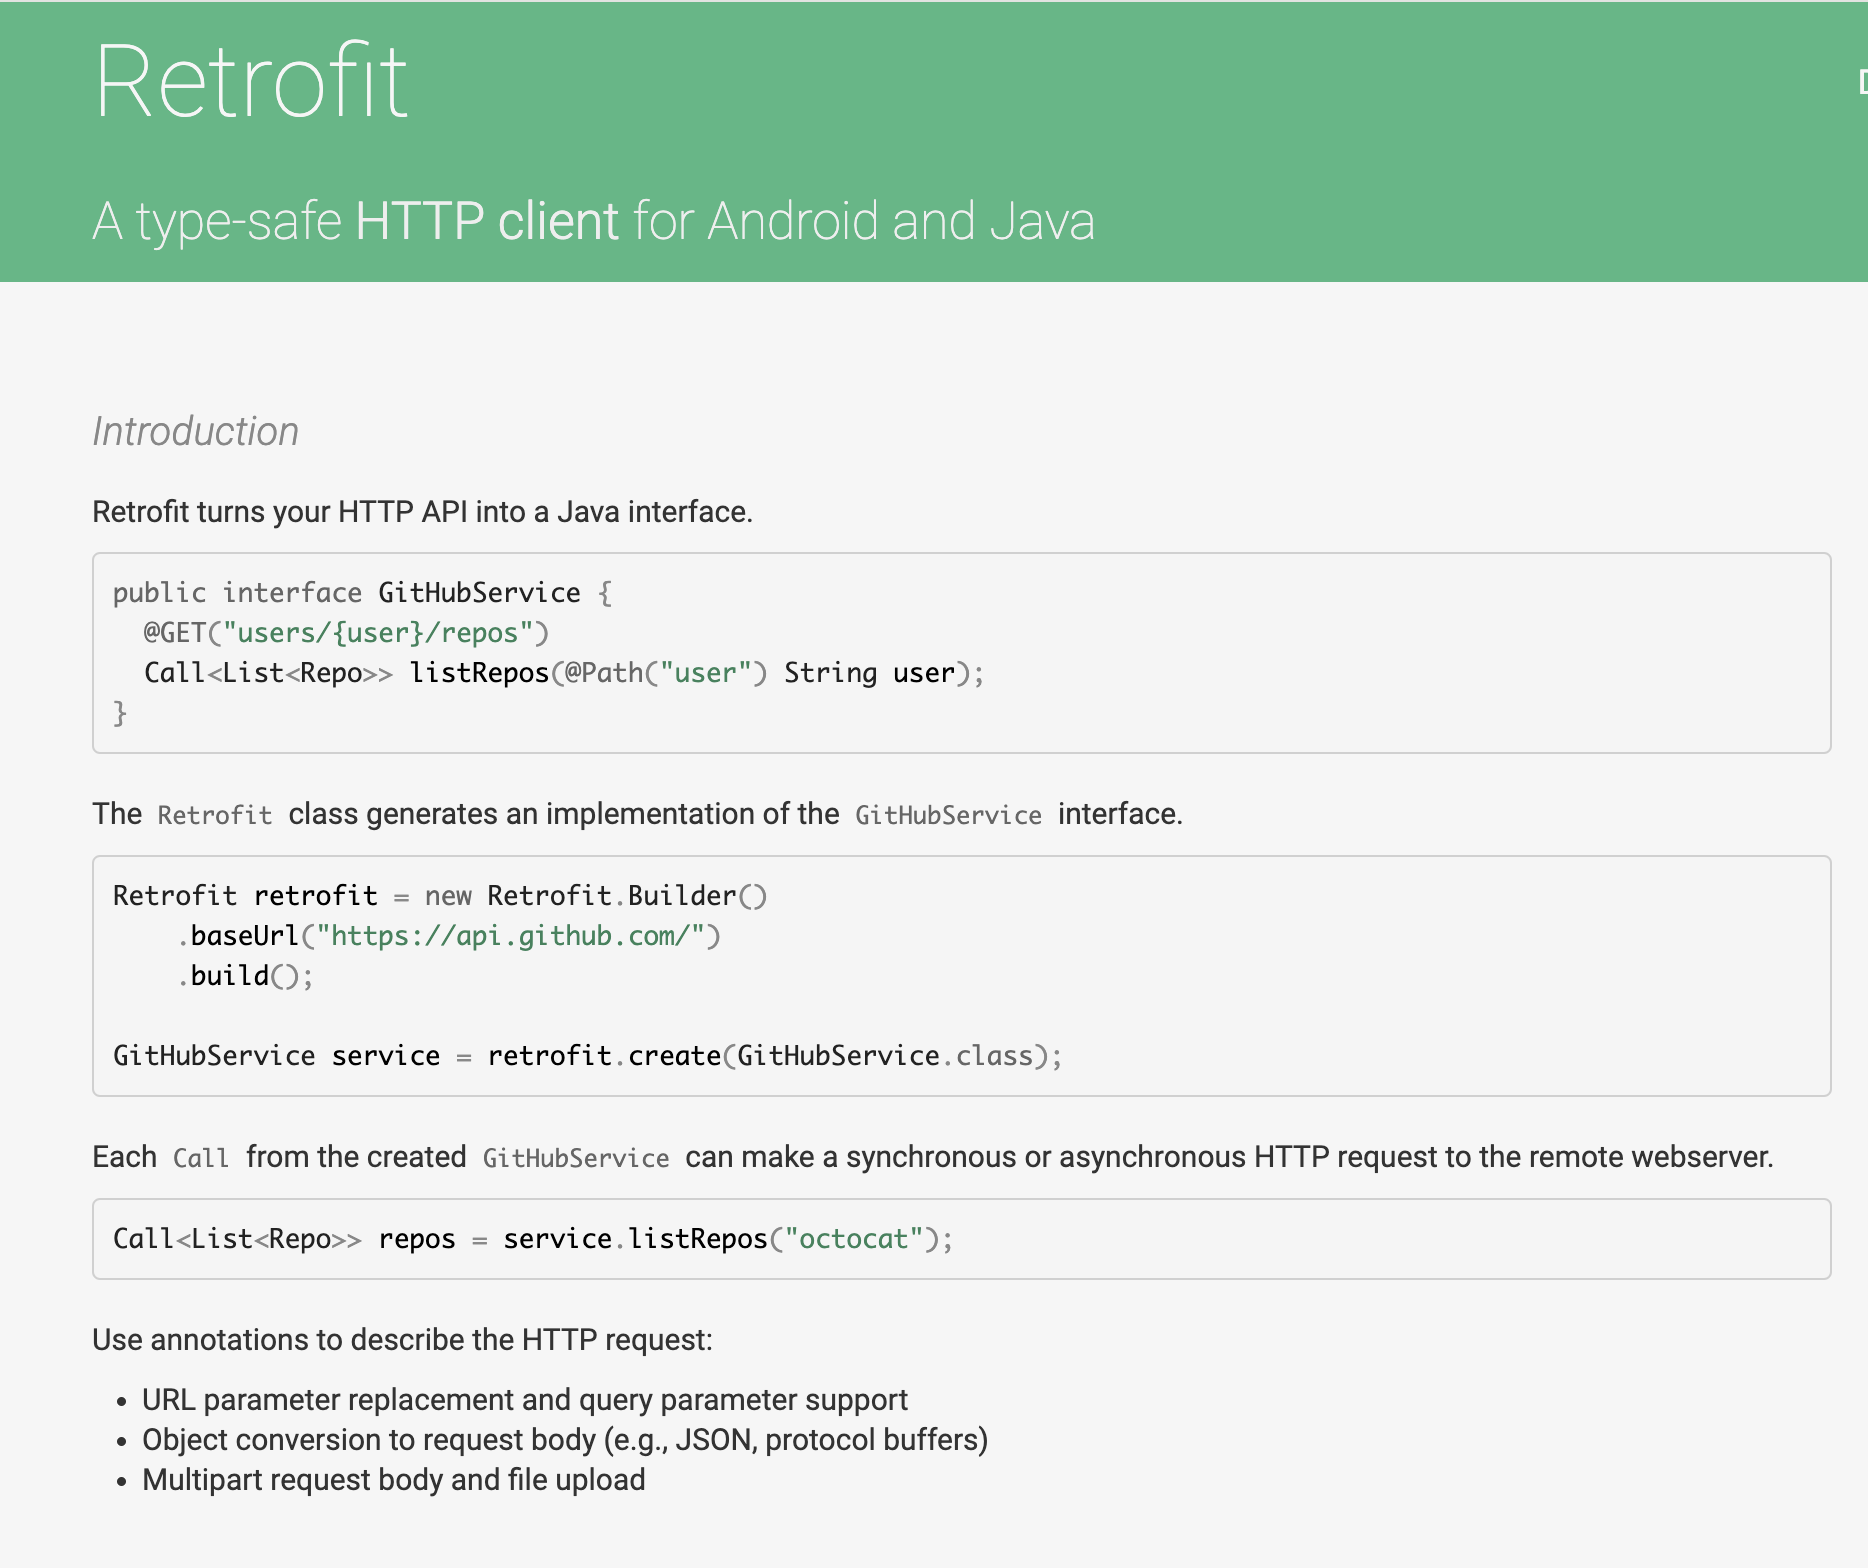 Retrofit
A type-safe HTTP client for Android and Java
Introduction
Retrofit turns your HTTP API into a Java interface.
public interface GitHubService {
  @GET("users/{user}/repos")
  Call<List<Repo>> listRepos(@Path("user") String user);
}
The Retrofit class generates an implementation of the GitHubService interface.
Retrofit retrofit = new Retrofit.Builder()
    .baseUrl("https://api.github.com/")
    .build();

GitHubService service = retrofit.create(GitHubService.class);
Each Call from the created GitHubService can make a synchronous or asynchronous HTTP request to the remote webserver.
Call<List<Repo>> repos = service.listRepos("octocat");
Use annotations to describe the HTTP request:
• URL parameter replacement and query parameter support
• Object conversion to request body (e.g., JSON, protocol buffers)
• Multipart request body and file upload